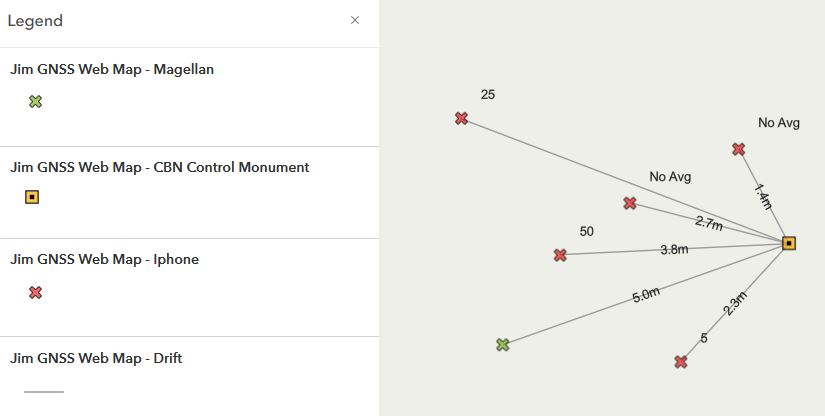 Legend
Jim GNSS Web Map - Magellan
Jim GNSS Web Map - CBN Control Monument
Jim GNSS Web Map - Iphone
Jim GNSS Web Map - Drift
25
No Avg
No Avg
1.4m
2.7m
50
3.8m
5.0m
2.3m
5